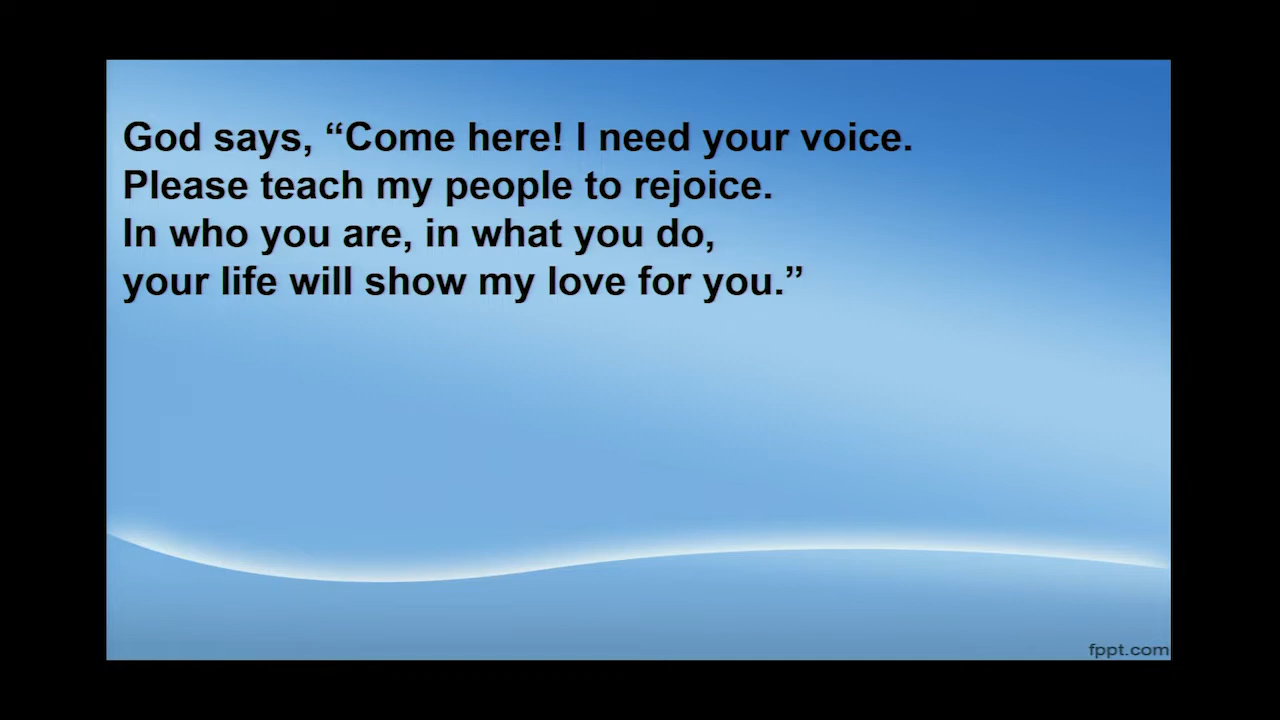 God says, “Come here! I need your voice.
Please teach my people to rejoice.
In who you are, in what you do,
your life will show my love for you.”
fppt.com